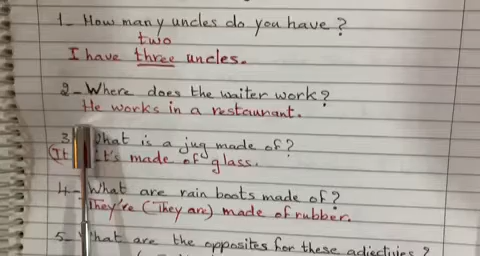 1- How many uncles do you have?
two
I have three uncles.
2- Where does the waiter work?
He works in a restaurant.
3 What is a jug made of?
(It It's made of glass.
4- What are rain boots made of?
They're (They are) made of rubber.
5- What are the opposites for these adjectives?